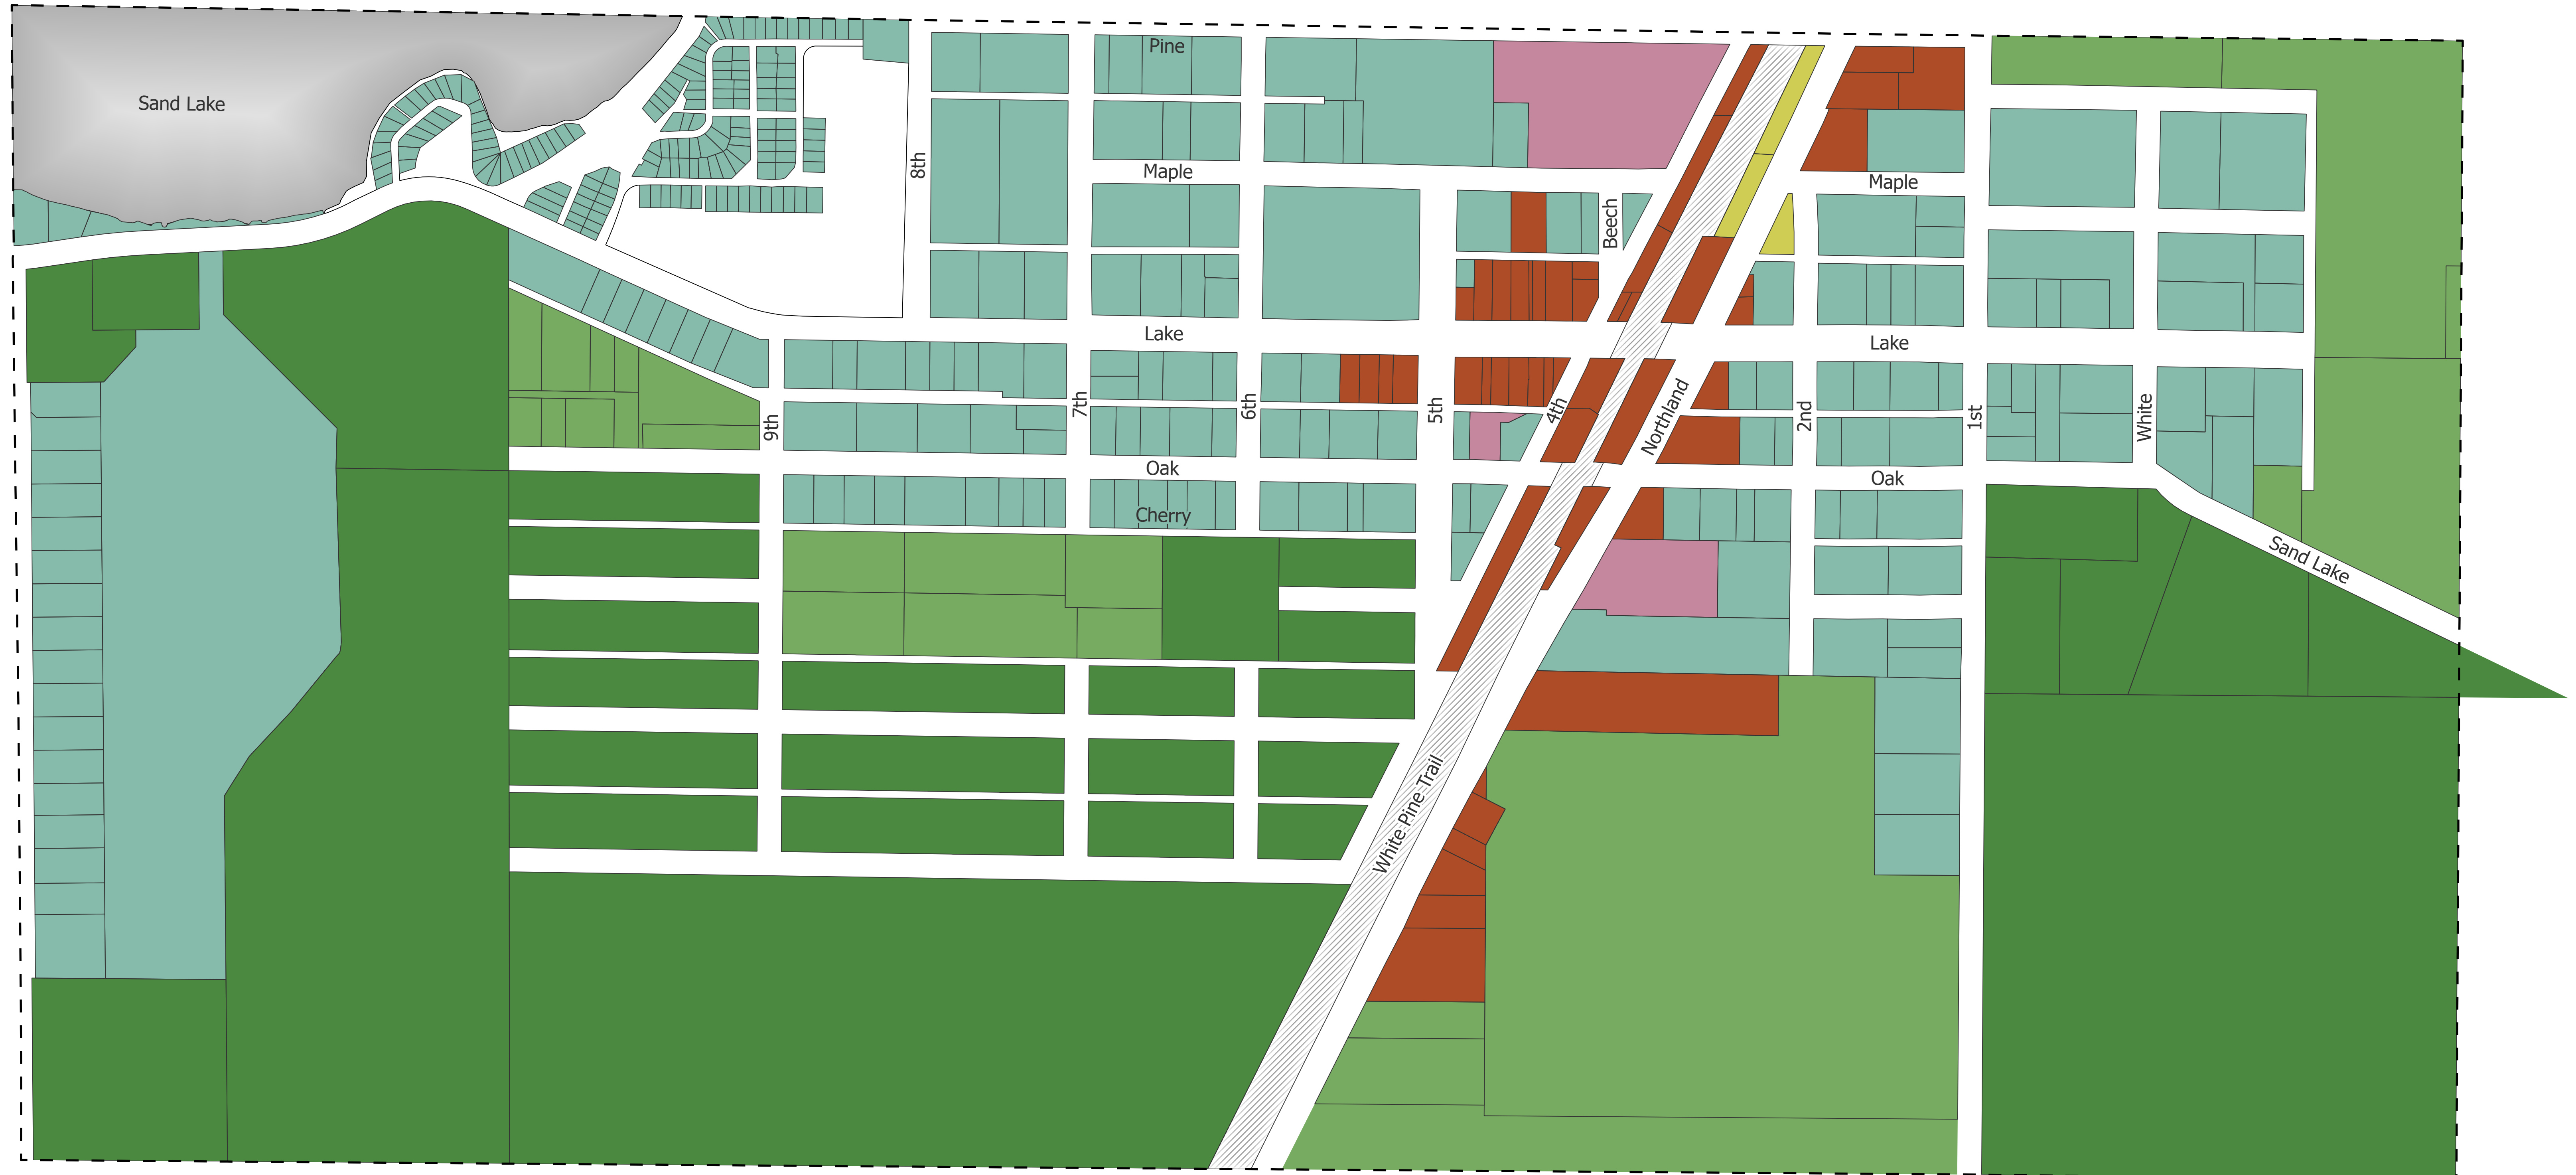 Pine
Sand Lake
8th
Maple
Maple
Beech
Lake
Lake
7th
6th
5th
4th
Northland
2nd
1st
White
9th
Oak
Oak
Cherry
Sand Lake
White Pine Trail